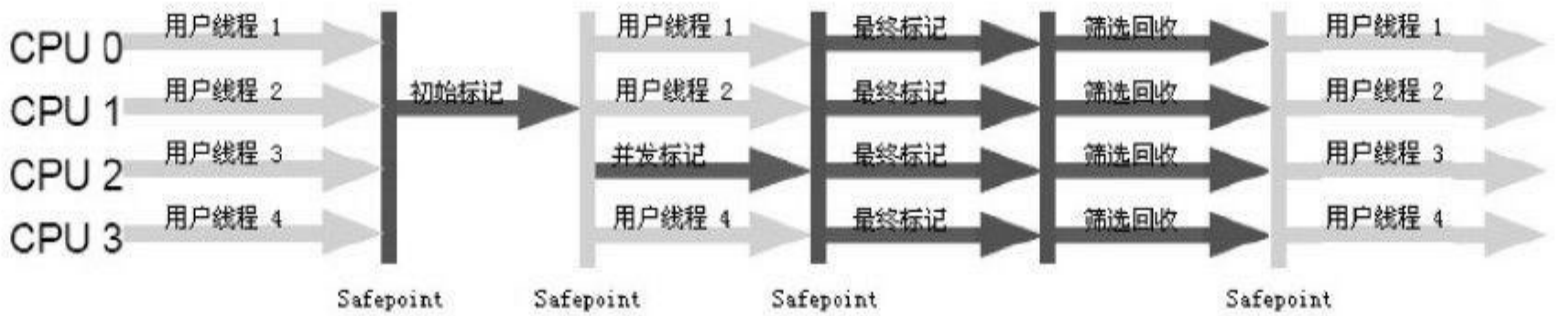 CPU 0 用户线程 1 用户线程 1 最终标记 筛选回收 用户线程 1
CPU 1 用户线程 2 初始标记 用户线程 2 最终标记 筛选回收 用户线程 2
CPU 2 用户线程 3 并发标记 最终标记 筛选回收 用户线程 3
CPU 3 用户线程 4 用户线程 4 最终标记 筛选回收 用户线程 4
Safepoint Safepoint Safepoint Safepoint